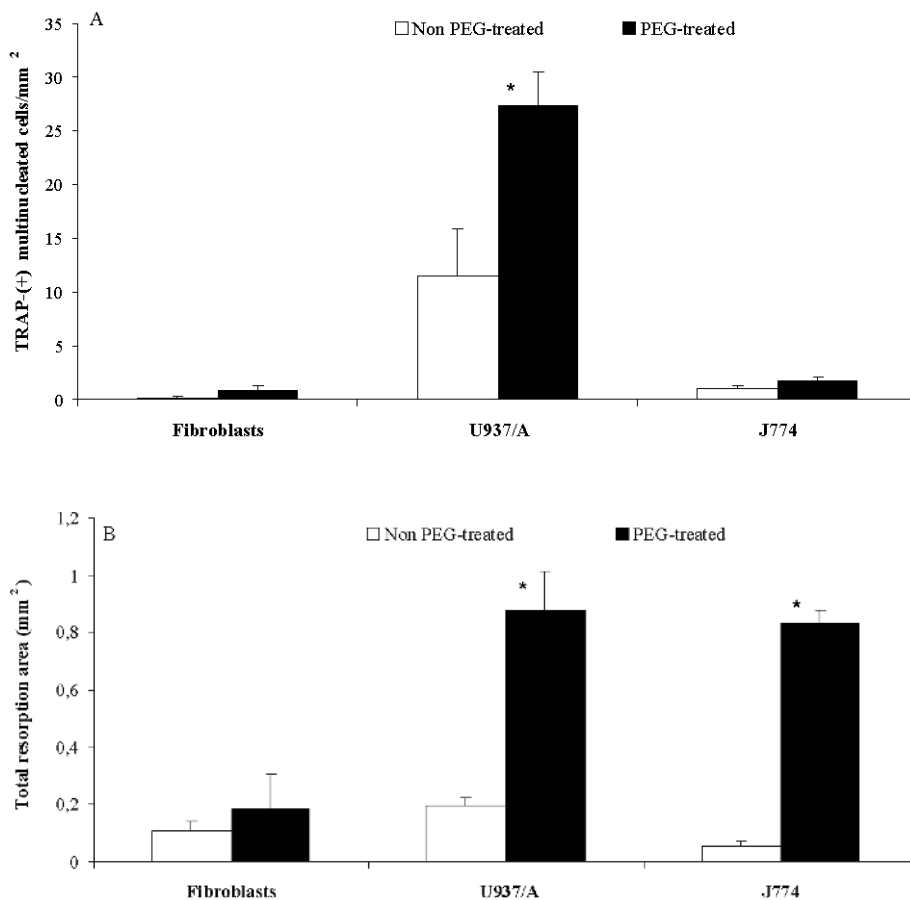 A
Non PEG-treated
PEG-treated
TRAP-(+) multinucleated cells/mm 2
35
30
25
20
15
10
5
0
Fibroblasts
U937/A
J774
*
B
Non PEG-treated
PEG-treated
Total resorption area (mm 2)
1,2
1
0,8
0,6
0,4
0,2
0
Fibroblasts
U937/A
J774
*
*